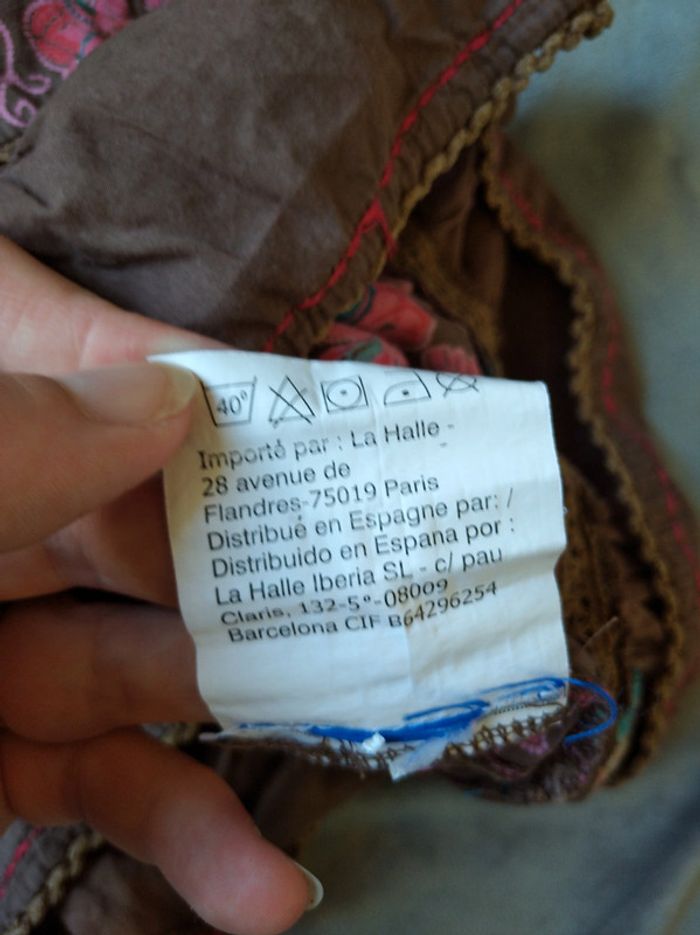 40°
Importé par : La Halle -
28 avenue de
Flandres-75019 Paris
Distribué en Espagne par: /
Distribuido en Espana por :
La Halle Iberia SL - c/ pau
Claris, 132-5°-08009
Barcelona CIF B64296254